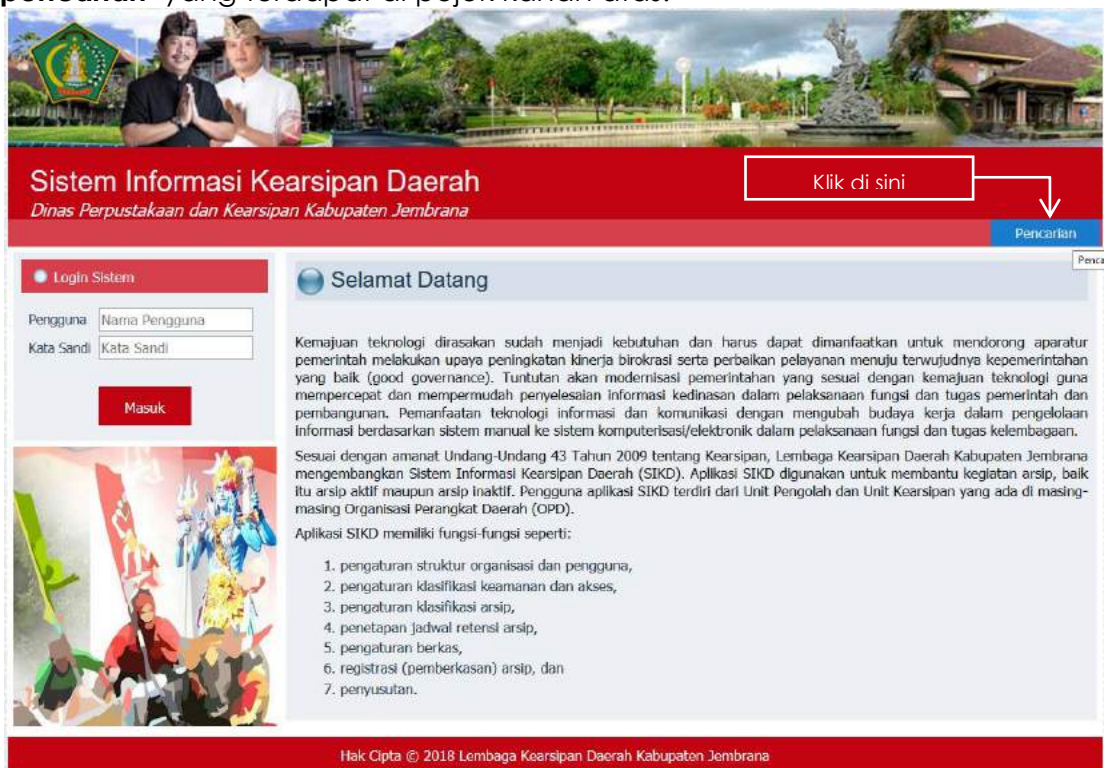 pencarian" yang terdapat di pojok kanan atas.
Sistem Informasi Kearsipan Daerah
Dinas Perpustakaan dan Kearsipan Kabupaten Jembrana
Klik di sini
Pencarian
Penca
Login Sistem
Pengguna Nama Pengguna
Kata Sandi Kata Sandi
Masuk
Selamat Datang
Kemajuan teknologi dirasakan sudah menjadi kebutuhan dan harus dapat dimanfaatkan untuk mendorong aparatur
pemerintah melakukan upaya peningkatan kinerja birokrasi serta perbaikan pelayanan menuju terwujudnya kepemerintahan
yang baik (good governance). Tuntutan akan modernisasi pemerintahan yang sesuai dengan kemajuan teknologi guna
mempercepat dan mempermudah penyelesaian informasi kedinasan dalam pelaksanaan fungsi dan tugas pemerintah dan
pembangunan. Pemanfaatan teknologi informasi dan komunikasi dengan mengubah budaya kerja dalam pengelolaan
informasi berdasarkan sistem manual ke sistem komputerisasi/elektronik dalam pelaksanaan fungsi dan tugas kelembagaan.
Sesuai dengan amanat Undang-Undang 43 Tahun 2009 tentang Kearsipan, Lembaga Kearsipan Daerah Kabupaten Jembrana
mengembangkan Sistem Informasi Kearsipan Daerah (SIKD). Aplikasi SIKD digunakan untuk membantu kegiatan arsip, baik
itu arsip aktif maupun arsip inaktif. Pengguna aplikasi SIKD terdiri dari Unit Pengolah dan Unit Kearsipan yang ada di masing-
masing Organisasi Perangkat Daerah (OPD).
Aplikasi SIKD memiliki fungsi-fungsi seperti:
1. pengaturan struktur organisasi dan pengguna,
2. pengaturan klasifikasi keamanan dan akses,
3. pengaturan klasifikasi arsip,
4. penetapan jadwal retensi arsip,
5. pengaturan berkas,
6. registrasi (pemberkasan) arsip, dan
7. penyusutan.
Hak Cipta © 2018 Lembaga Kearsipan Daerah Kabupaten Jembrana